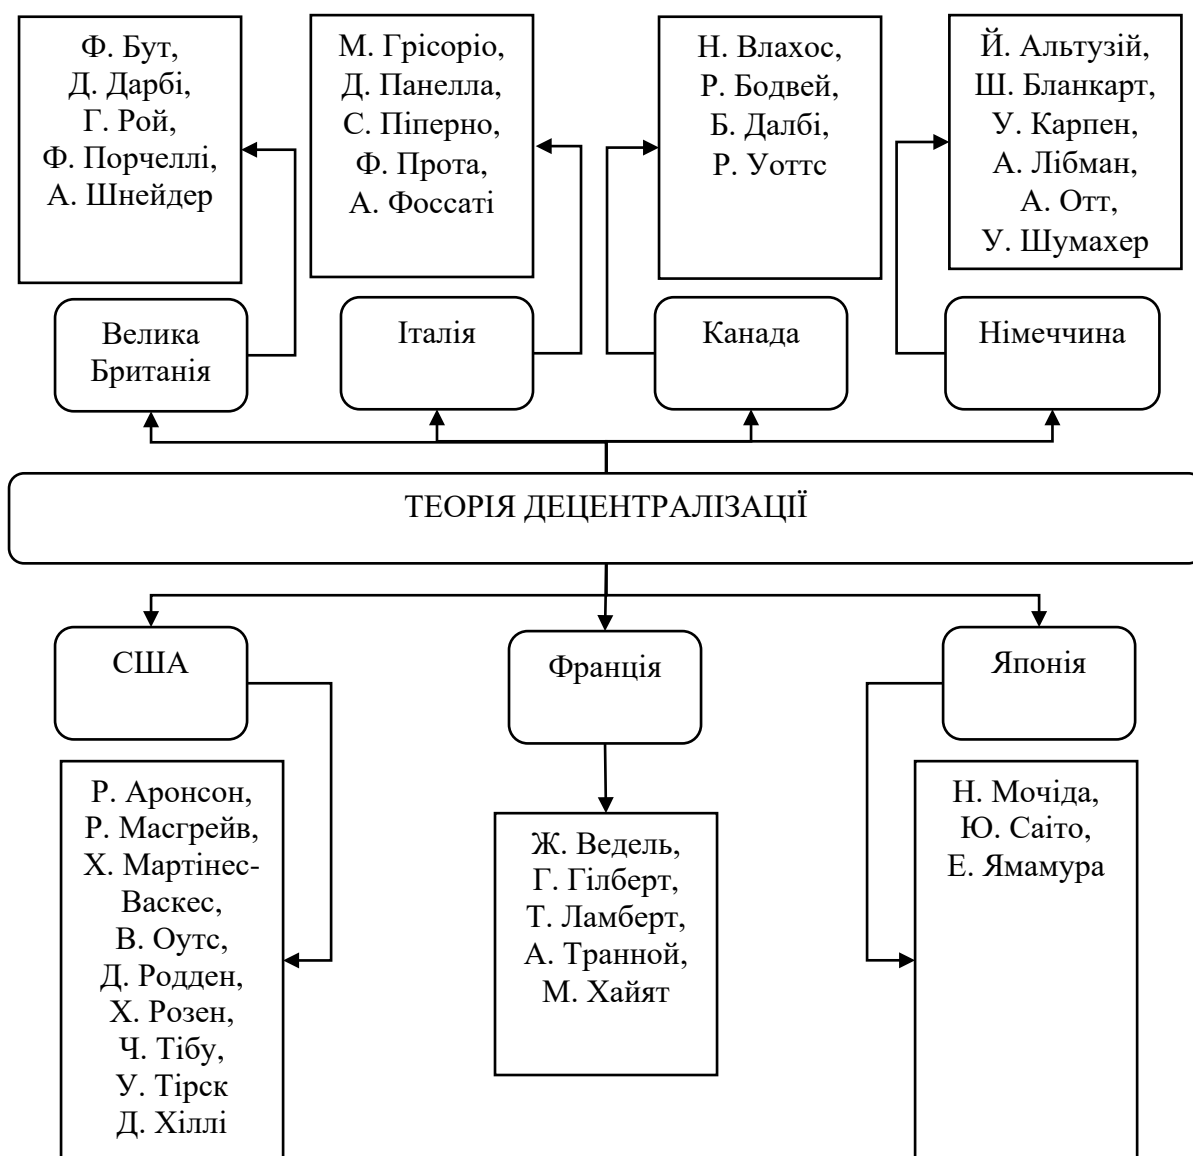 Ф. Бут,
Д. Дарбі,
Г. Рой,
Ф. Порчеллі,
А. Шнейдер
М. Грісоріо,
Д. Панелла,
С. Піперно,
Ф. Прота,
А. Фоссаті
Н. Влахос,
Р. Бодвей,
Б. Далбі,
Р. Уоттс
Й. Альтузій,
Ш. Бланкарт,
У. Карпен,
А. Лібман,
А. Отт,
У. Шумахер
Велика
Британія
Італія
Канада
Німеччина
ТЕОРІЯ ДЕЦЕНТРАЛІЗАЦІЇ
США
Франція
Японія
Р. Аронсон,
Р. Масгрейв,
Х. Мартінес-
Васкес,
В. Оутс,
Д. Родден,
Х. Розен,
Ч. Тібу,
У. Тірск
Д. Хіллі
Ж. Ведель,
Г. Гілберт,
Т. Ламберт,
А. Транной,
М. Хайят
Н. Мочіда,
Ю. Саіто,
Е. Ямамура